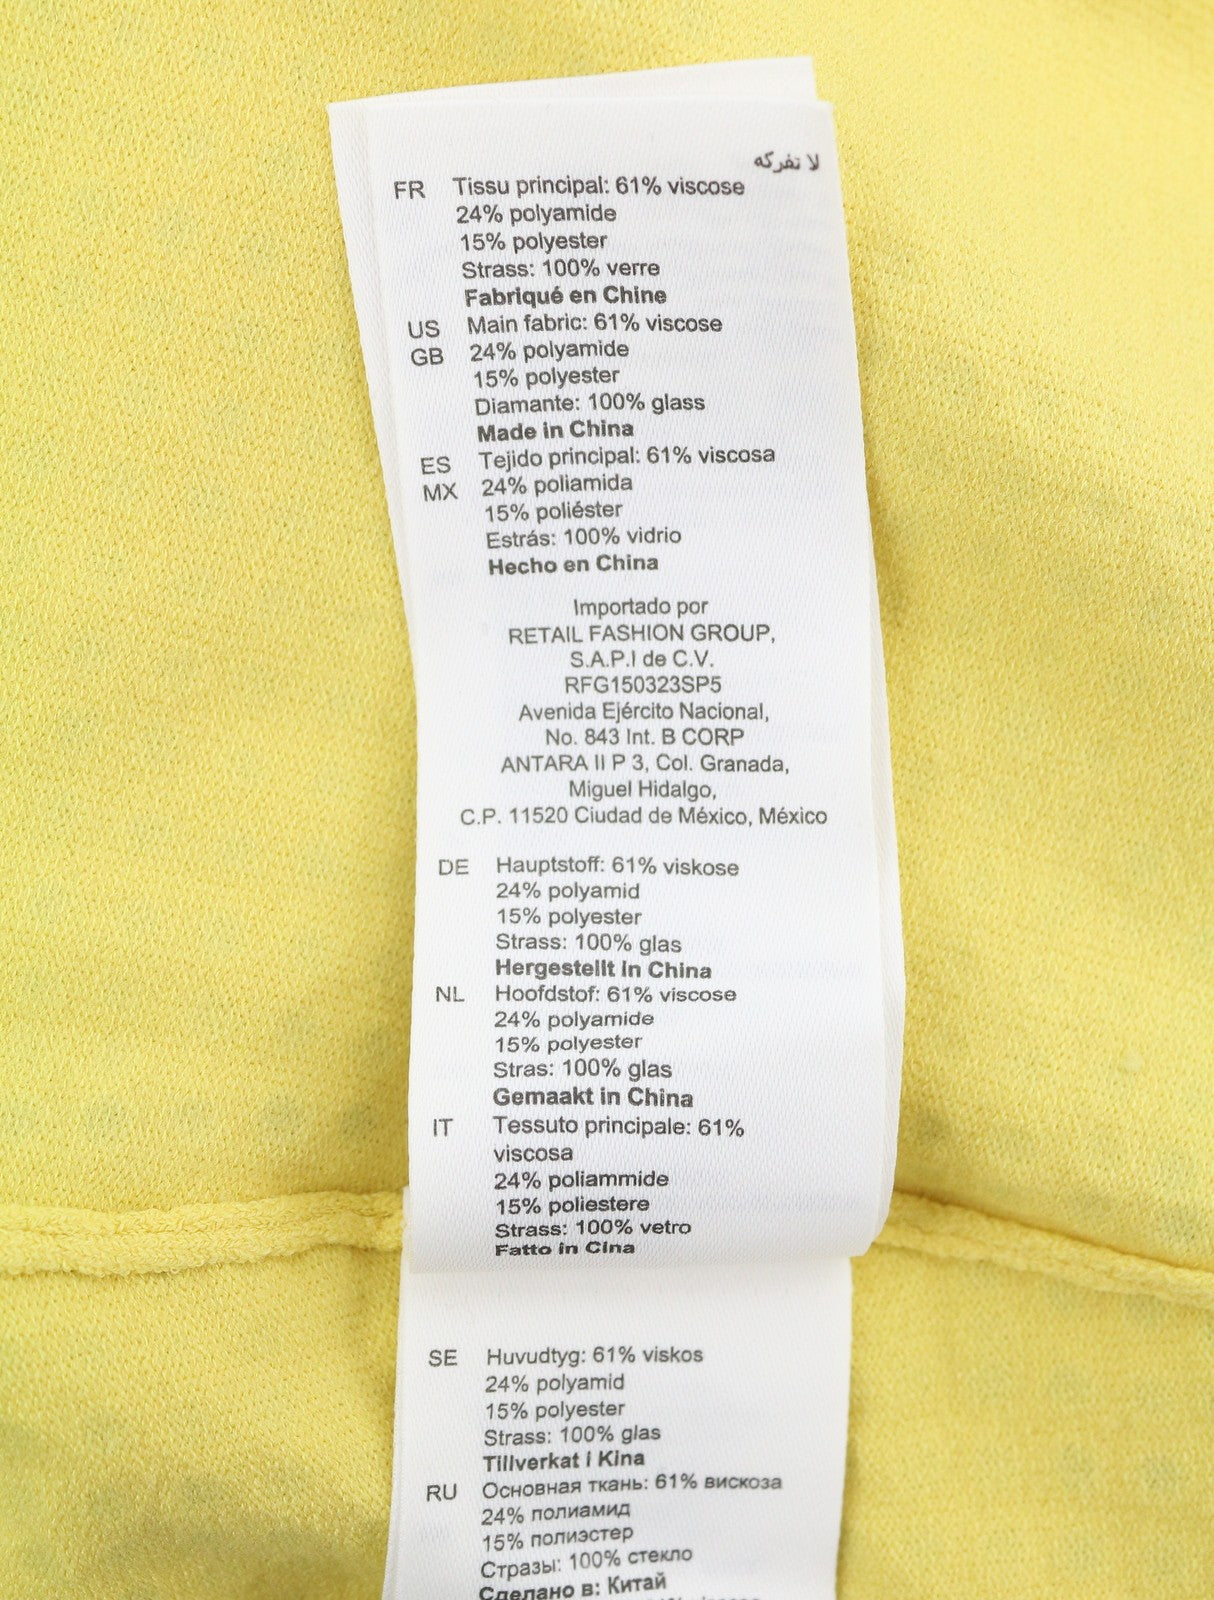 لا تفركه
FR Tissu principal: 61% viscose
24% polyamide
15% polyester
Strass: 100% verre
Fabriqué en Chine
US Main fabric: 61% viscose
GB 24% polyamide
15% polyester
Diamante: 100% glass
Made in China
ES Tejido principal: 61% viscosa
MX 24% poliamida
15% poliéster
Estrás: 100% vidrio
Hecho en China
Importado por
RETAIL FASHION GROUP,
S.A.P.I de C.V.
RFG150323SP5
Avenida Ejército Nacional,
No. 843 Int. B CORP
ANTARA II P 3, Col. Granada,
Miguel Hidalgo,
C.P. 11520 Ciudad de México, México
DE Hauptstoff: 61% viskose
24% polyamid
15% polyester
Strass: 100% glas
Hergestellt in China
NL Hoofdstof: 61% viscose
24% polyamide
15% polyester
Stras: 100% glas
Gemaakt in China
IT Tessuto principale: 61%
viscosa
24% poliammide
15% poliestere
Strass: 100% vetro
Fatto in Cina
SE Huvudtyg: 61% viskos
24% polyamid
15% polyester
Strass: 100% glas
Tillverkat i Kina
RU Основная ткань: 61% вискоза
24% полиамид
15% полиэстер
Стразы: 100% стекло
Сделано в: Китай